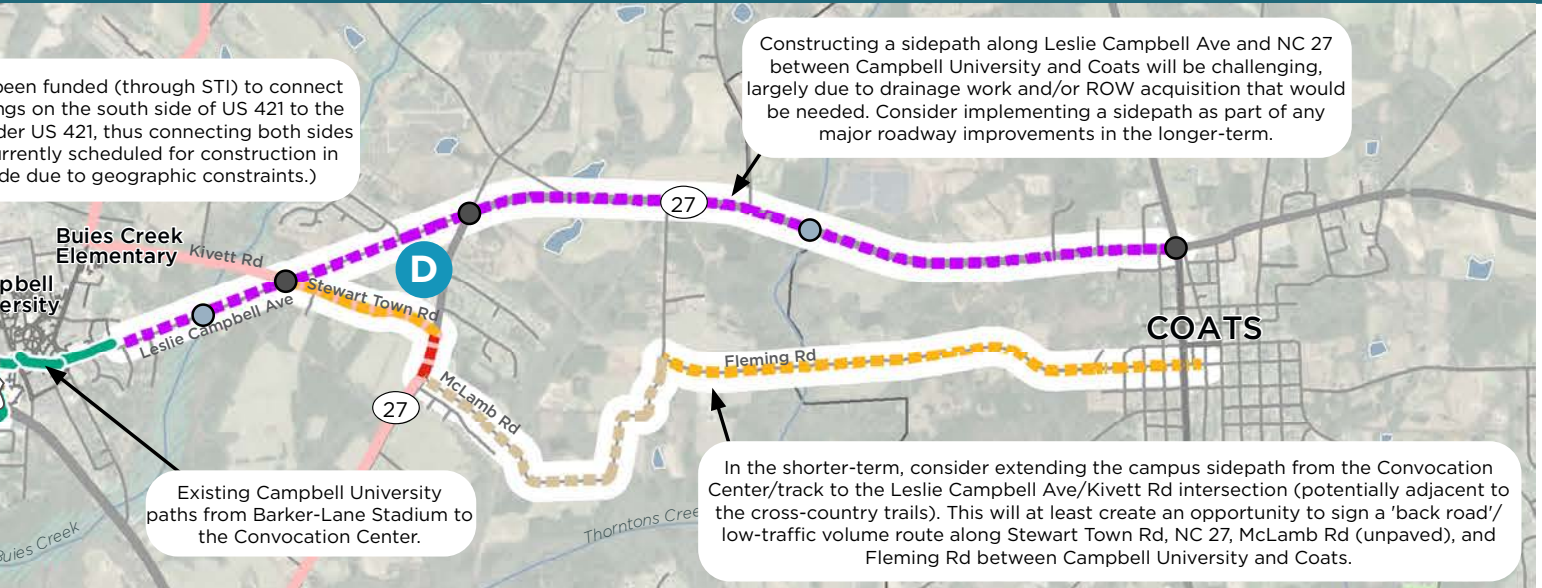 been funded (through STI) to connect
ngs on the south side of US 421 to the
der US 421, thus connecting both sides
urrently scheduled for construction in
de due to geographic constraints.)
Constructing a sidepath along Leslie Campbell Ave and NC 27
between Campbell University and Coats will be challenging,
largely due to drainage work and/or ROW acquisition that would
be needed. Consider implementing a sidepath as part of any
major roadway improvements in the longer-term.
27
Buies Creek
Elementary
Kivett Rd
D
pbell
ersity
Stewart Town Rd
Leslie Campbell Ave
COATS
Fleming Rd
McLamb Rd
27
Existing Campbell University
paths from Barker-Lane Stadium to
the Convocation Center.
Thorntons Cree
uies Creek
In the shorter-term, consider extending the campus sidepath from the Convocation
Center/track to the Leslie Campbell Ave/Kivett Rd intersection (potentially adjacent to
the cross-country trails). This will at least create an opportunity to sign a 'back road'/
low-traffic volume route along Stewart Town Rd, NC 27, McLamb Rd (unpaved), and
Fleming Rd between Campbell University and Coats.